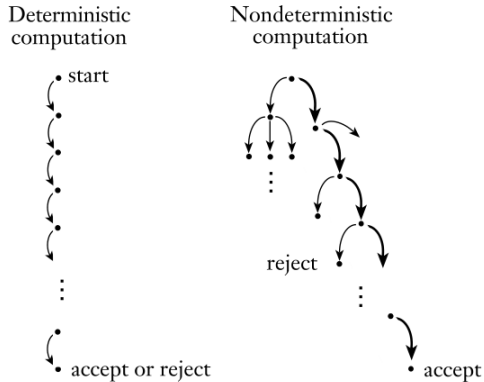 Deterministic
computation
Nondeterministic
computation
start
reject
accept or reject
accept